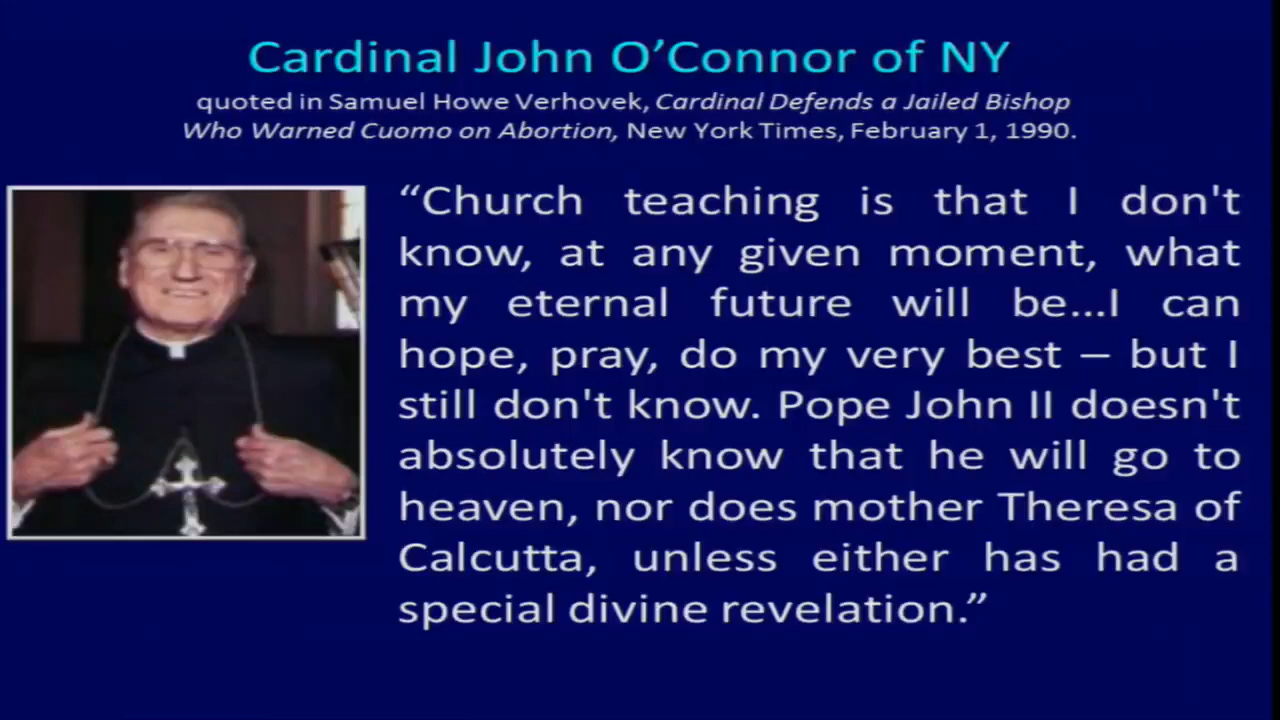 Cardinal John O’Connor of NY
quoted in Samuel Howe Verhovek, Cardinal Defends a Jailed Bishop
Who Warned Cuomo on Abortion, New York Times, February 1, 1990.
“Church teaching is that I don't
know, at any given moment, what
my eternal future will be...I can
hope, pray, do my very best – but I
still don't know. Pope John II doesn't
absolutely know that he will go to
heaven, nor does mother Theresa of
Calcutta, unless either has had a
special divine revelation.”